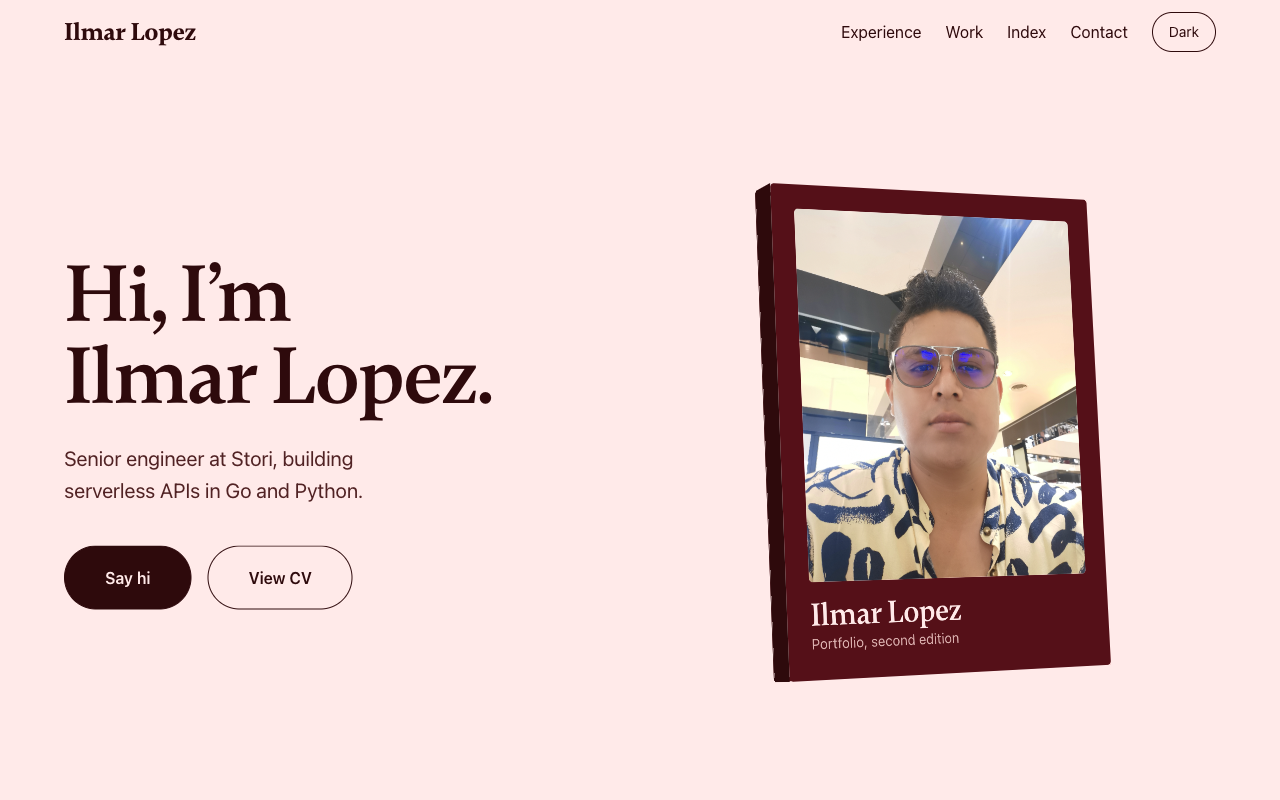 Ilmar Lopez
Experience
Work
Index
Contact
Dark
Hi, I’m
Ilmar Lopez.
Senior engineer at Stori, building
serverless APIs in Go and Python.
Say hi
View CV
Ilmar Lopez
Portfolio, second edition